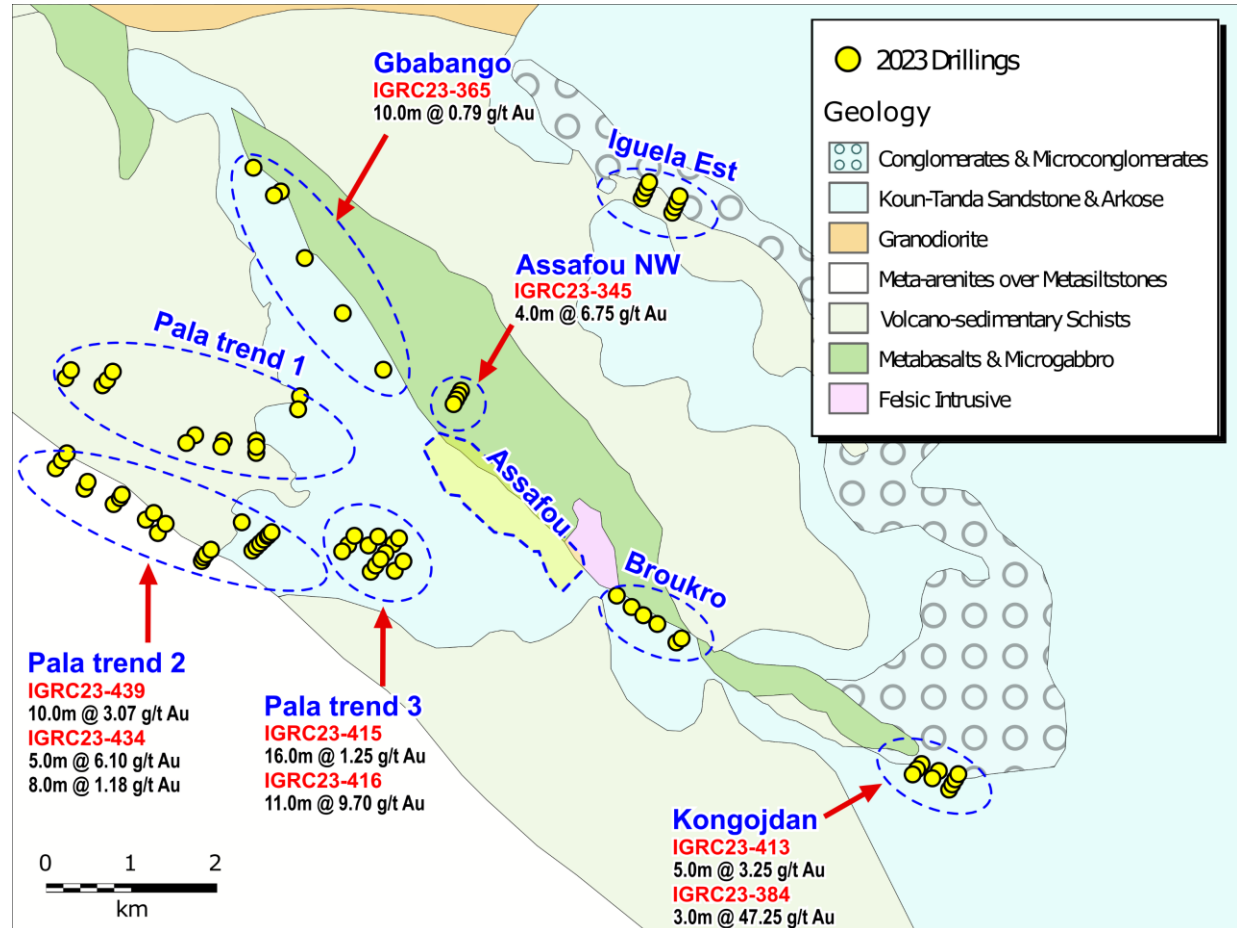 Gbabango
IGRC23-365
10.0m @ 0.79 g/t Au
Iguela Est
Assafou NW
IGRC23-345
4.0m @ 6.75 g/t Au
Pala trend 1
Assafou
Broukro
Pala trend 2
IGRC23-439
10.0m @ 3.07 g/t Au
IGRC23-434
5.0m @ 6.10 g/t Au
8.0m @ 1.18 g/t Au
Pala trend 3
IGRC23-415
16.0m @ 1.25 g/t Au
IGRC23-416
11.0m @ 9.70 g/t Au
Kongojdan
IGRC23-413
5.0m @ 3.25 g/t Au
IGRC23-384
3.0m @ 47.25 g/t Au
0 1 2
km
2023 Drillings
Geology
Conglomerates & Microconglomerates
Koun-Tanda Sandstone & Arkose
Granodiorite
Meta-arenites over Metasiltstones
Volcano-sedimentary Schists
Metabasalts & Microgabbro
Felsic Intrusive